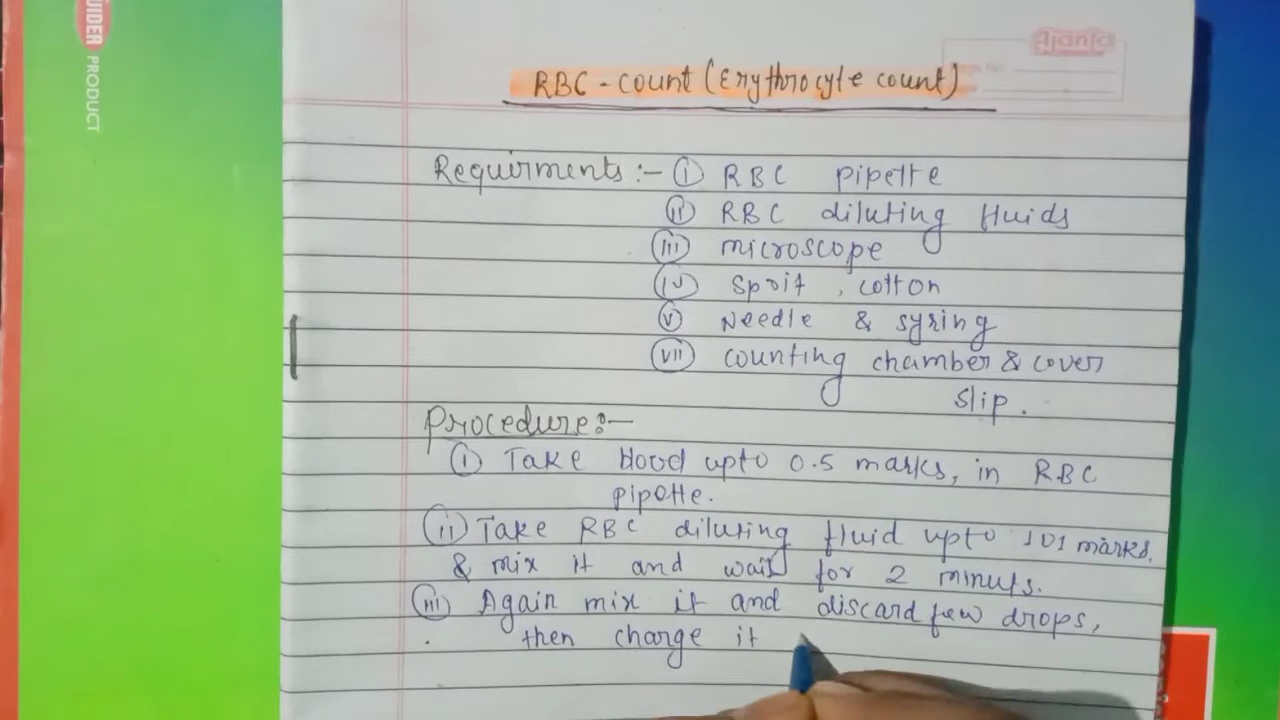 UIDER PRODUCT
Ajanta
RBC - count (Erythrocyte count)
Requirments :- (i) RBC pipette
(ii) RBC diluting fluids
(iii) microscope
(iv) sprit , cotton
(v) Needle & syring
(vii) counting chamber & cover
slip .
Procedure :-
(i) Take blood upto 0.5 marks, in RBC
pipette.
(ii) Take RBC diluting fluid upto 101 marks.
& mix it and wait for 2 minuts.
(iii) Again mix it and discard few drops,
then charge it